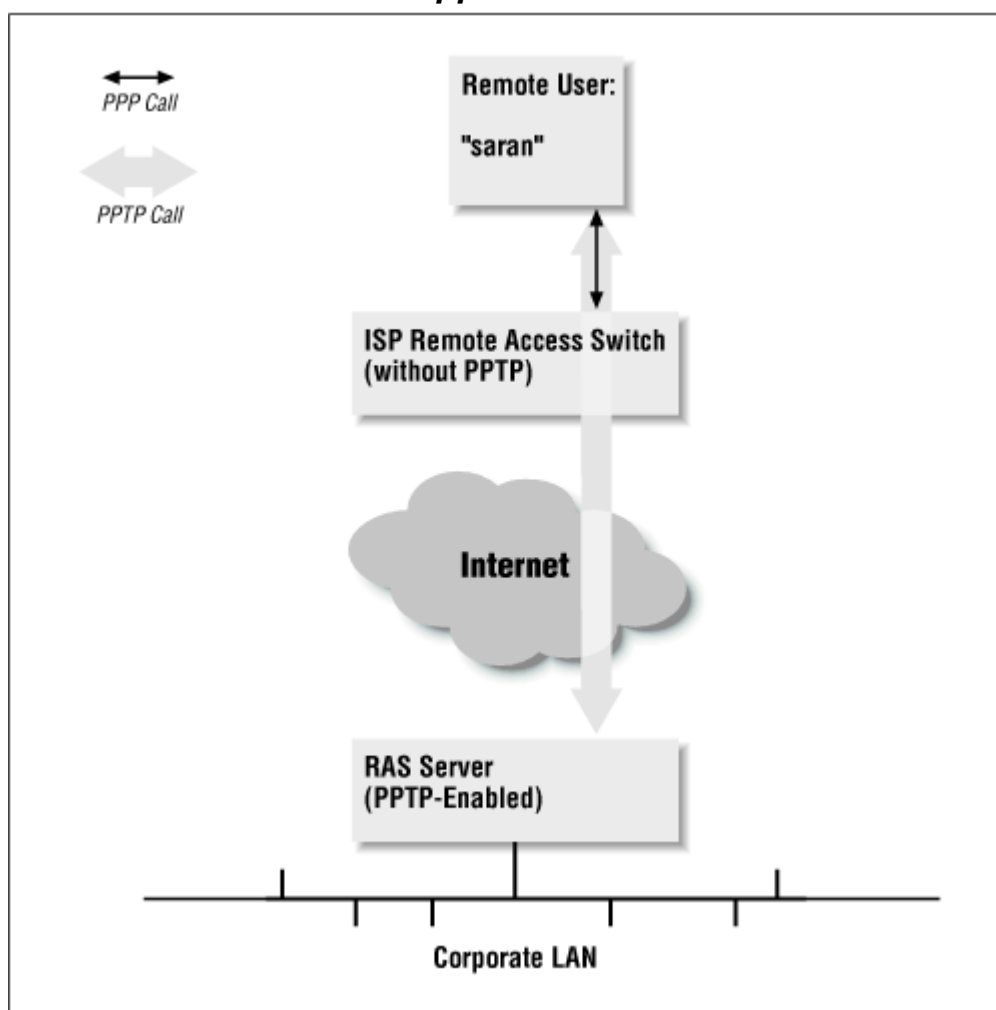 PPP Call
PPTP Call
Remote User:
"saran"
ISP Remote Access Switch
(without PPTP)
Internet
RAS Server
(PPTP-Enabled)
Corporate LAN